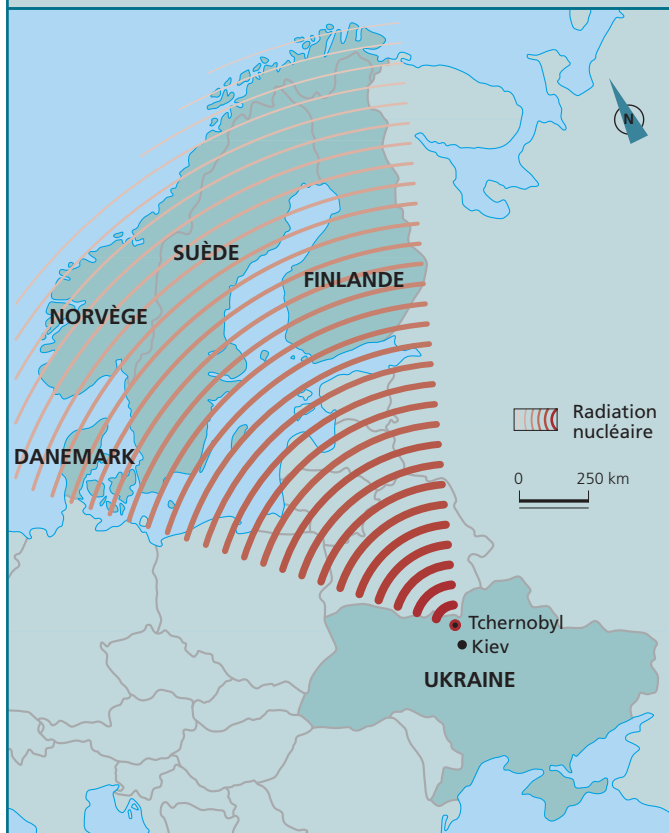 N
SUÈDE
FINLANDE
NORVÈGE
Radiation
nucléaire
DANEMARK
0 250 km
Tchernobyl
Kiev
UKRAINE